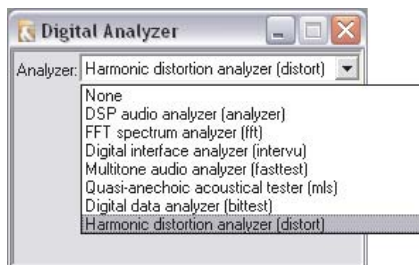 Digital Analyzer
Analyzer: Harmonic distortion analyzer (distort)
None
DSP audio analyzer (analyzer)
FFT spectrum analyzer (fft)
Digital interface analyzer (intervu)
Multitone audio analyzer (fasttest)
Quasi-anechoic acoustical tester (mls)
Digital data analyzer (bittest)
Harmonic distortion analyzer (distort)